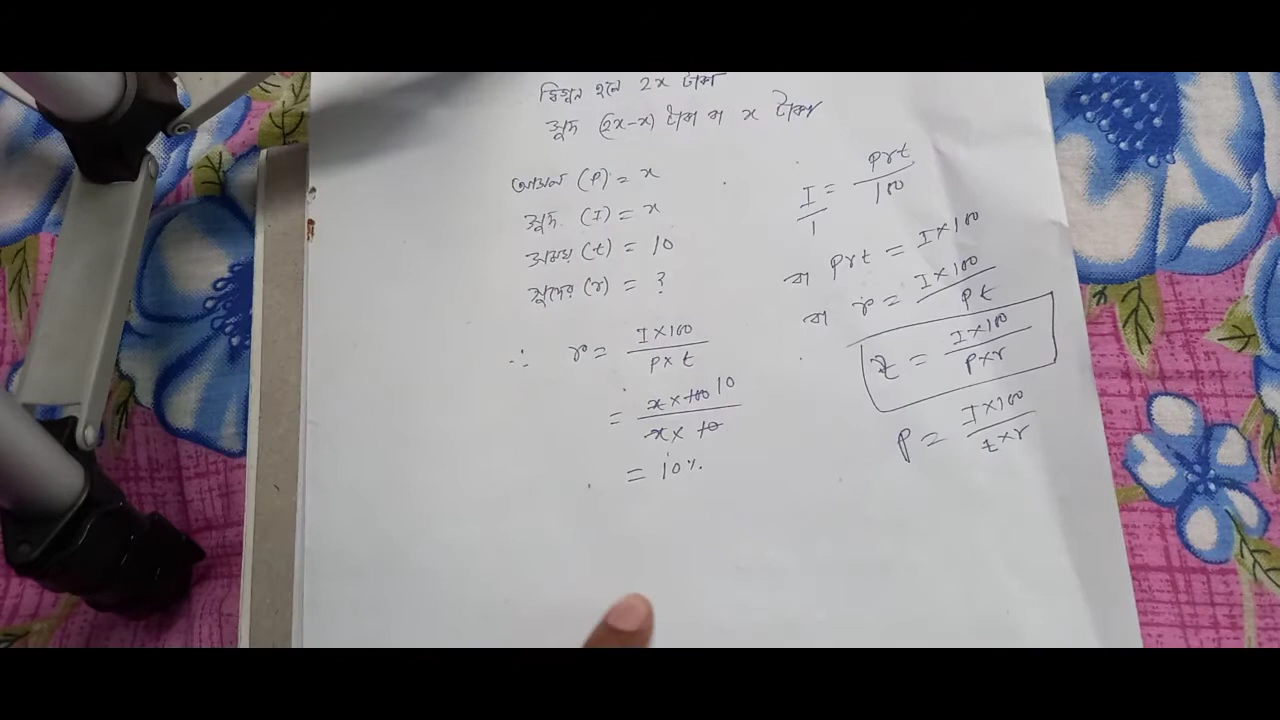 দ্বিগুন হলে 2x টাকা
সুদ (2x-x) টাকা বা x টাকা
আসল (P) = x
সুদ (I) = x
সময় (t) = 10
সুদের (r) = ?
∴ r = I×100 / P×t
= x×100 10 / x×10
= 10%
I / 1 = Prt / 100
বা Prt = I×100
বা r = I×100 / Pt
t = I×100 / P×r
P = I×100 / t×r